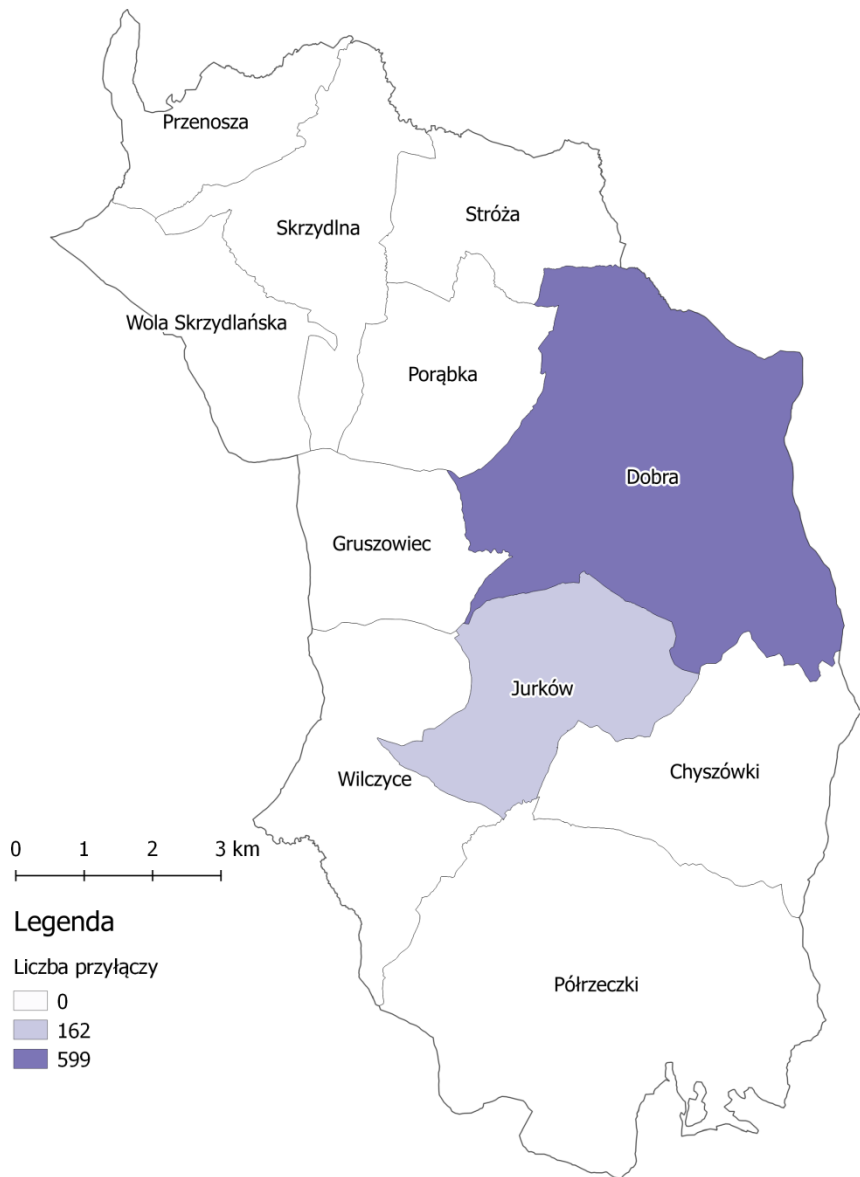 Przenosza
Skrzydlna
Stróża
Wola Skrzydlańska
Porąbka
Dobra
Gruszowiec
Jurków
Wilczyce
Chyszówki
0 1 2 3 km
Legenda
Liczba przyłączy
0
162
599
Półrzeczki